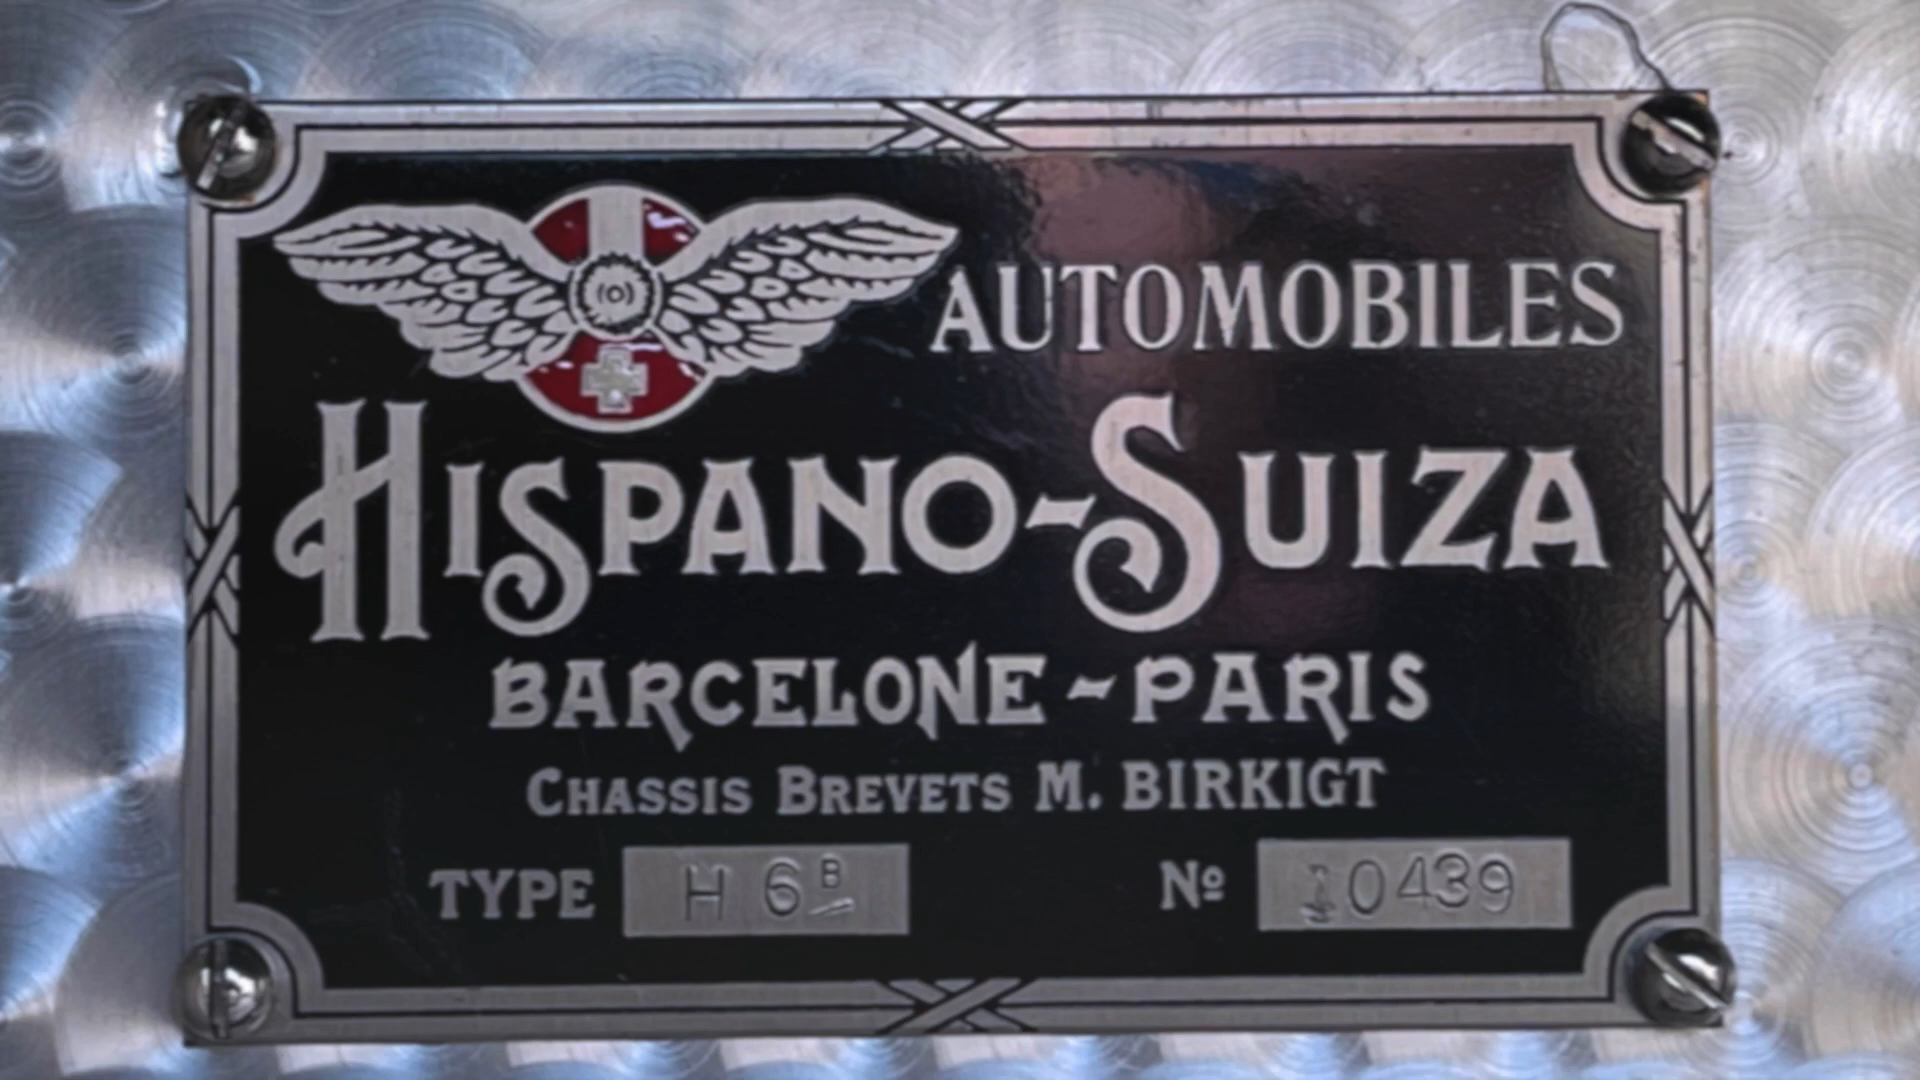 AUTOMOBILES
HISPANO-SUIZA
BARCELONE-PARIS
CHASSIS BREVETS M. BIRKIGT
TYPE H 6B Nº 10439